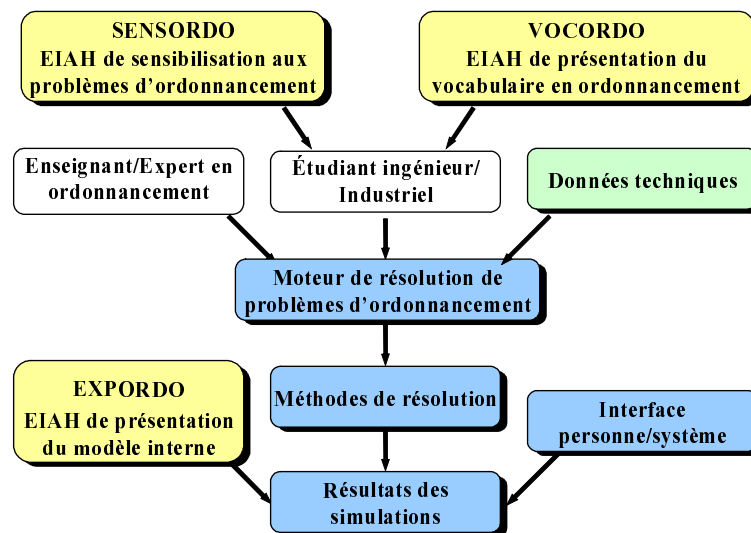 SENSORDO
EIAH de sensibilisation aux
problèmes d'ordonnancement
VOCORDO
EIAH de présentation du
vocabulaire en ordonnancement
Enseignant/Expert en
ordonnancement
Étudiant ingénieur/
Industriel
Données techniques
Moteur de résolution de
problèmes d'ordonnancement
EXPORDO
EIAH de présentation
du modèle interne
Méthodes de résolution
Interface
personne/système
Résultats des
simulations